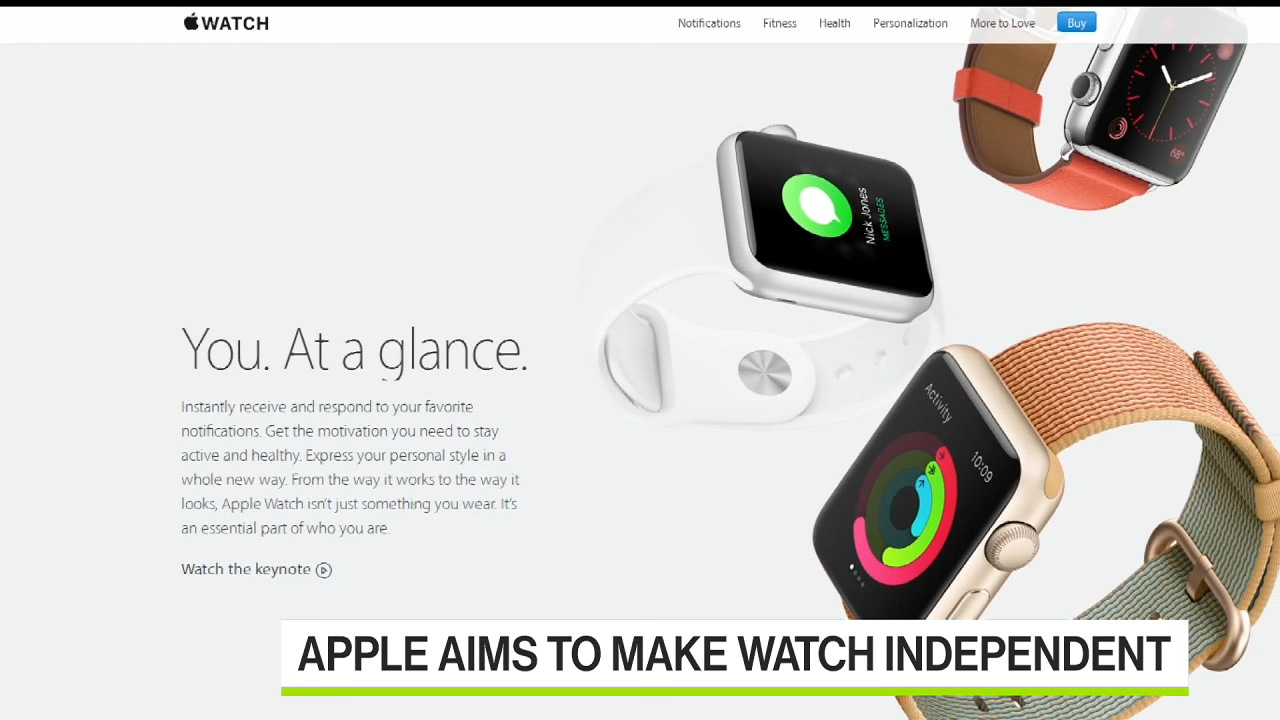 WATCH
Notifications Fitness Health Personalization More to Love Buy
68°
Nick Jones
MESSAGES
You. At a glance.
Instantly receive and respond to your favorite
notifications. Get the motivation you need to stay
active and healthy. Express your personal style in a
whole new way. From the way it works to the way it
looks, Apple Watch isn't just something you wear. It's
an essential part of who you are.
Activity
10:09
Watch the keynote
APPLE AIMS TO MAKE WATCH INDEPENDENT